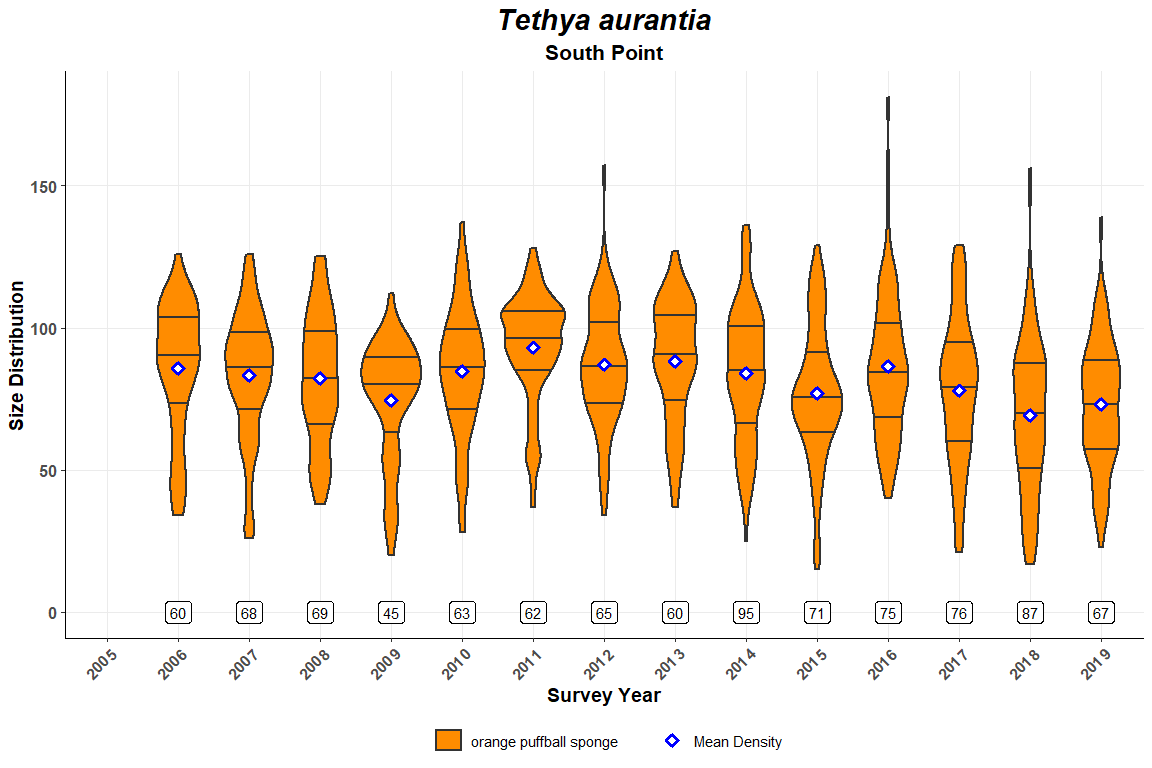 Tethya aurantia
South Point
Size Distribution
150
100
50
0
60 68 69 45 63 62 65 60 95 71 75 76 87 67
2005 2006 2007 2008 2009 2010 2011 2012 2013 2014 2015 2016 2017 2018 2019
Survey Year
orange puffball sponge Mean Density